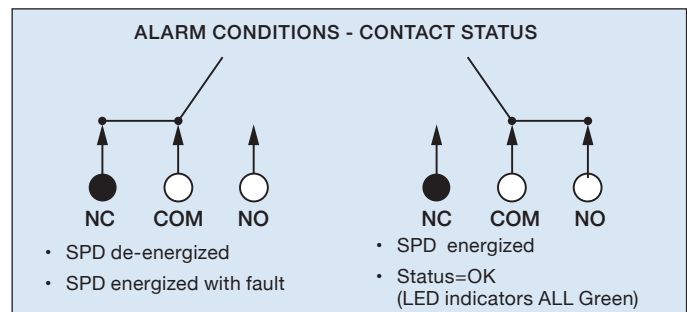 ALARM CONDITIONS - CONTACT STATUS
NC COM NO
• SPD de-energized
• SPD energized with fault
NC COM NO
• SPD energized
• Status=OK
(LED indicators ALL Green)